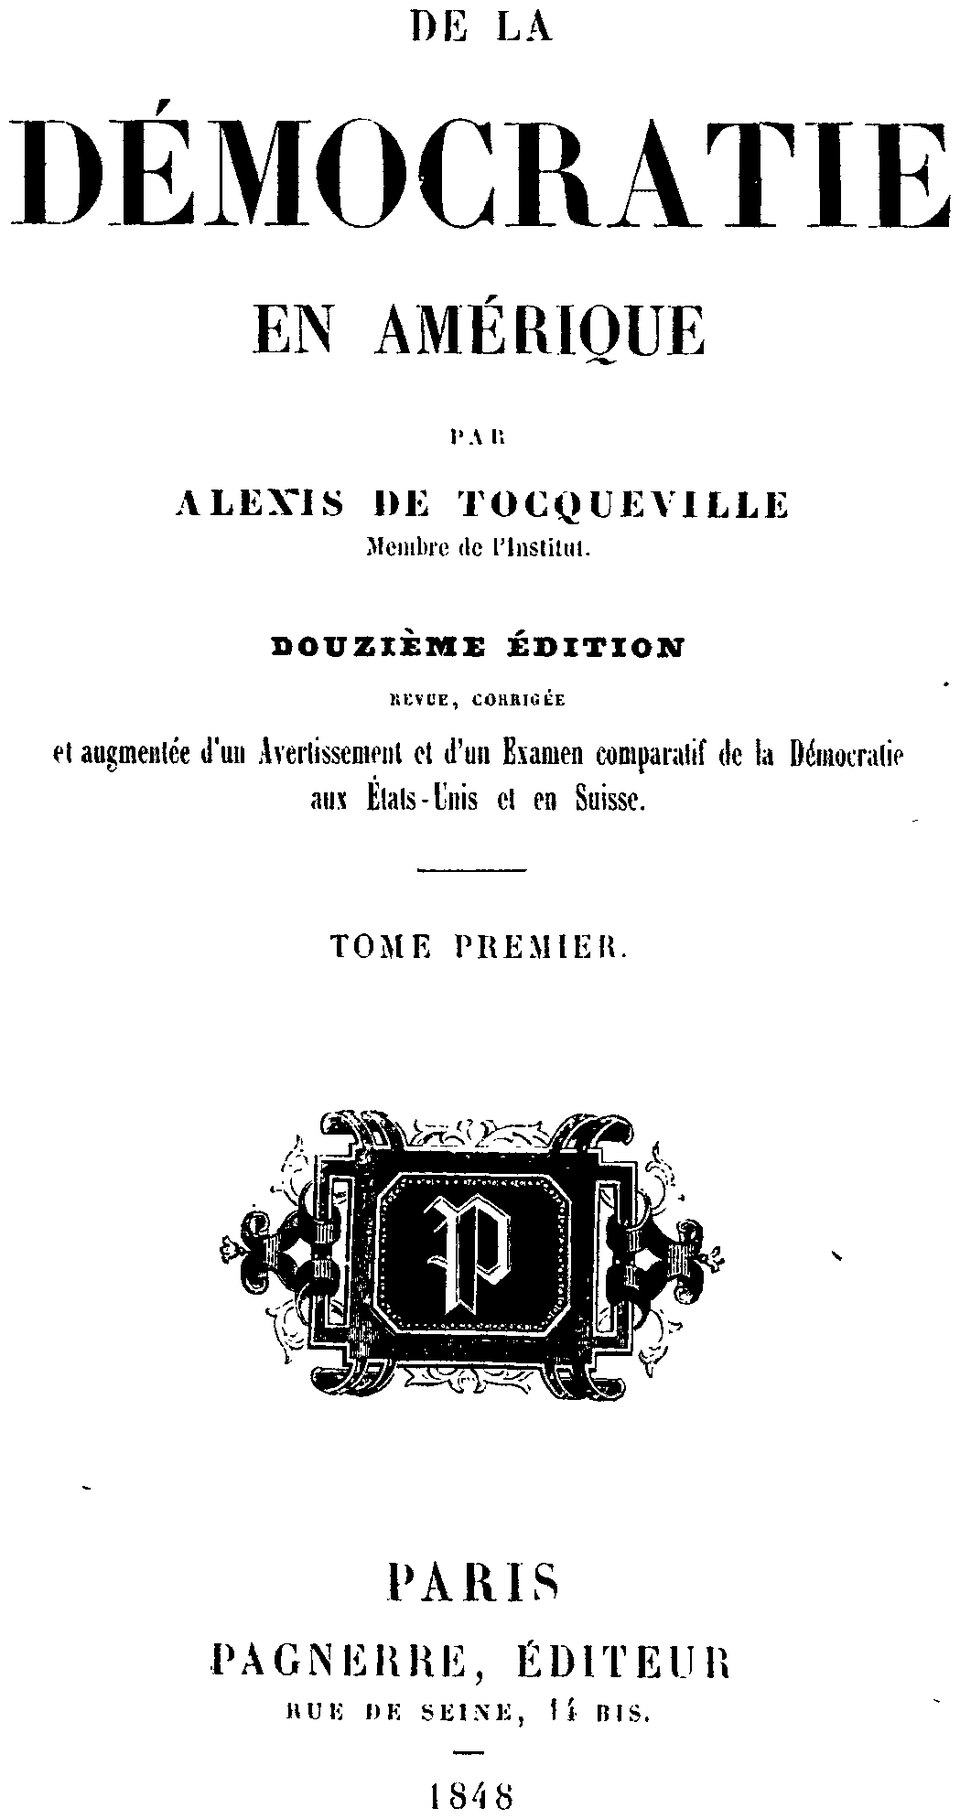 DE LA
DÉMOCRATIE
EN AMÉRIQUE
PAR
ALEXIS DE TOCQUEVILLE
Membre de l'Institut.
DOUZIÈME ÉDITION
REVUE, CORRIGÉE
et augmentée d'un Avertissement et d'un Examen comparatif de la Démocratie
aux États-Unis et en Suisse.
TOME PREMIER.
P
PARIS
PAGNERRE, ÉDITEUR
RUE DE SEINE, 14 BIS.
1848